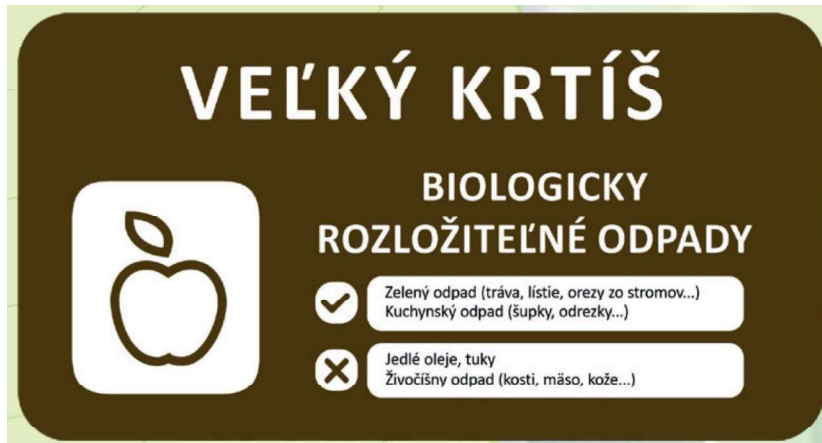 VEĽKÝ KRTÍŠ
BIOLOGICKY
ROZLOŽITEĽNÉ ODPADY
Zelený odpad (tráva, lístie, orezy zo stromov...)
Kuchynský odpad (šupky, odrezky...)
Jedlé oleje, tuky
Živočíšny odpad (kosti, mäso, kože...)